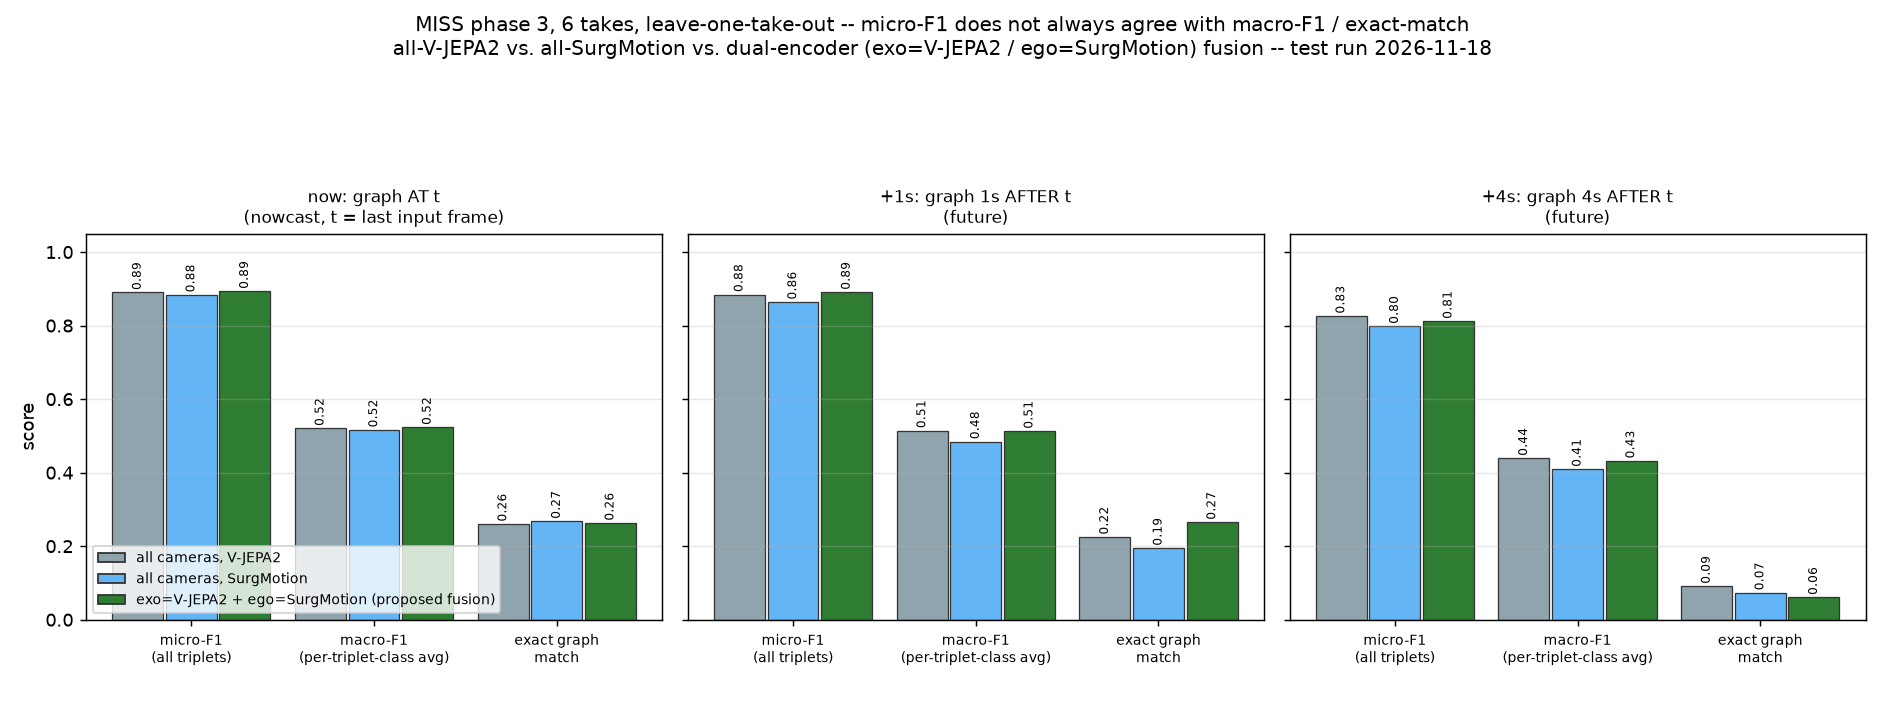 MISS phase 3, 6 takes, leave-one-take-out -- micro-F1 does not always agree with macro-F1 / exact-match
all-V-JEPA2 vs. all-SurgMotion vs. dual-encoder (exo=V-JEPA2 / ego=SurgMotion) fusion -- test run 2026-11-18
now: graph AT t
(nowcast, t = last input frame)
+1s: graph 1s AFTER t
(future)
+4s: graph 4s AFTER t
(future)
score
1.0
0.8
0.6
0.4
0.2
0.0
0.89
0.88
0.89
0.52
0.52
0.52
0.26
0.27
0.26
0.88
0.86
0.89
0.51
0.48
0.51
0.22
0.19
0.27
0.83
0.80
0.81
0.44
0.41
0.43
0.09
0.07
0.06
all cameras, V-JEPA2
all cameras, SurgMotion
exo=V-JEPA2 + ego=SurgMotion (proposed fusion)
micro-F1
(all triplets)
macro-F1
(per-triplet-class avg)
exact graph
match
micro-F1
(all triplets)
macro-F1
(per-triplet-class avg)
exact graph
match
micro-F1
(all triplets)
macro-F1
(per-triplet-class avg)
exact graph
match